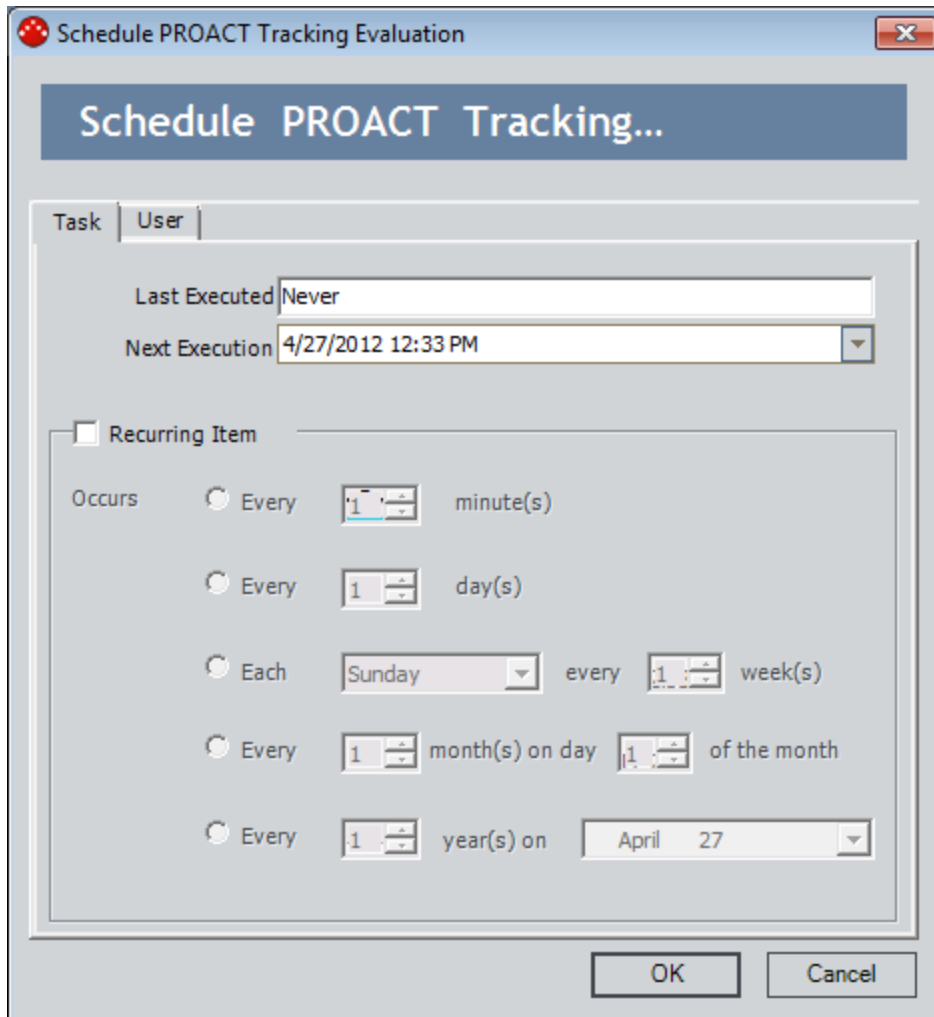 Schedule PROACT Tracking Evaluation
Schedule PROACT Tracking...
Task User
Last Executed Never
Next Execution 4/27/2012 12:33 PM
Recurring Item
Occurs Every 1 minute(s)
Every 1 day(s)
Each Sunday every 1 week(s)
Every 1 month(s) on day 1 of the month
Every 1 year(s) on April 27
OK Cancel